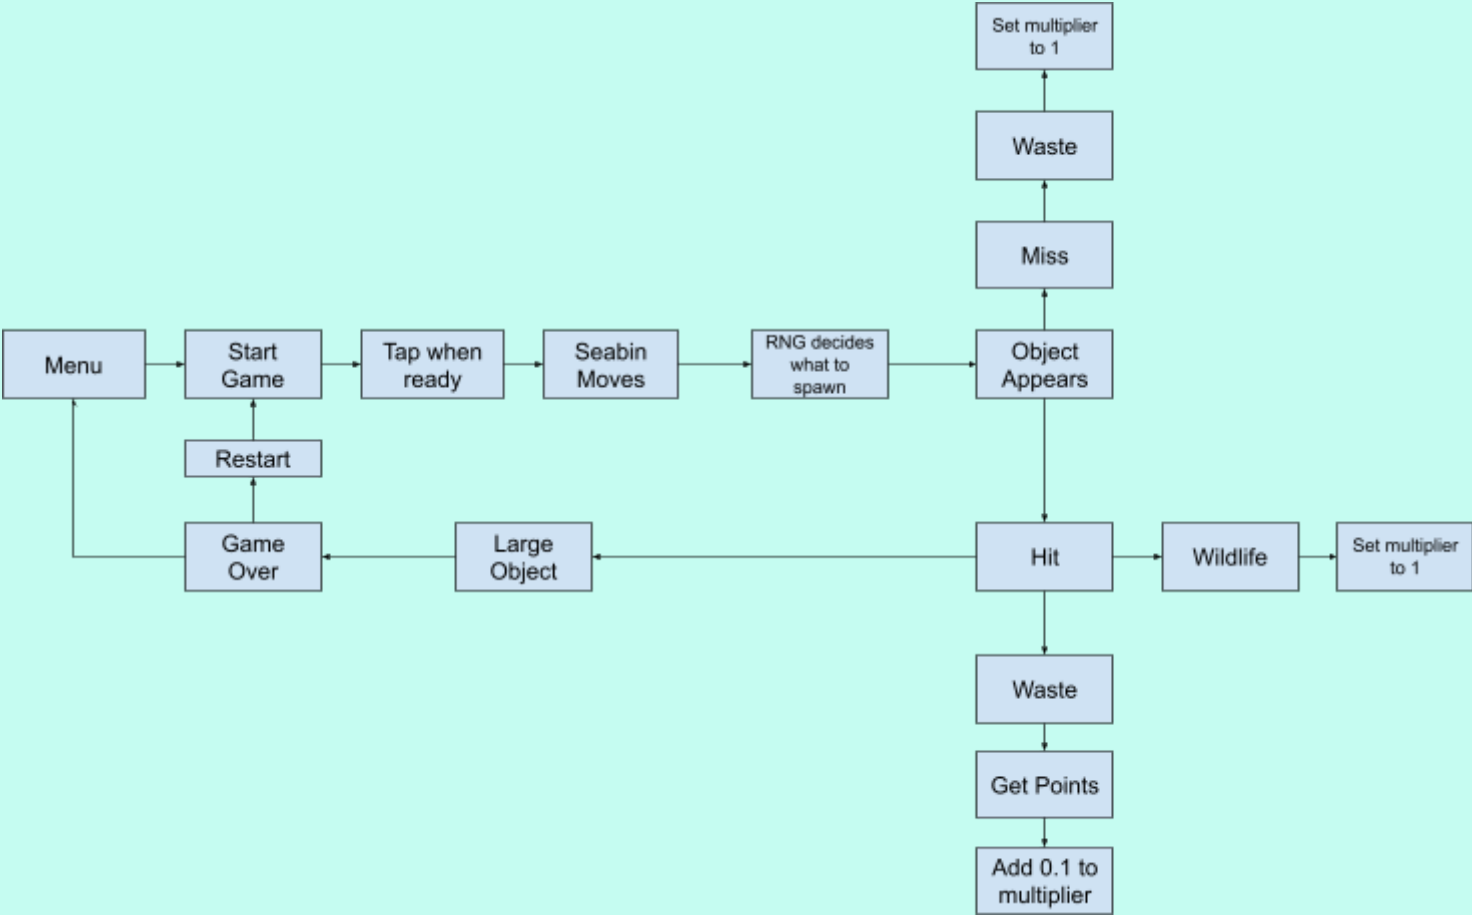 Set multiplier
to 1
Waste
Miss
Menu
Start
Game
Tap when
ready
Seabin
Moves
RNG decides
what to
spawn
Object
Appears
Restart
Game
Over
Large
Object
Hit
Wildlife
Set multiplier
to 1
Waste
Get Points
Add 0.1 to
multiplier